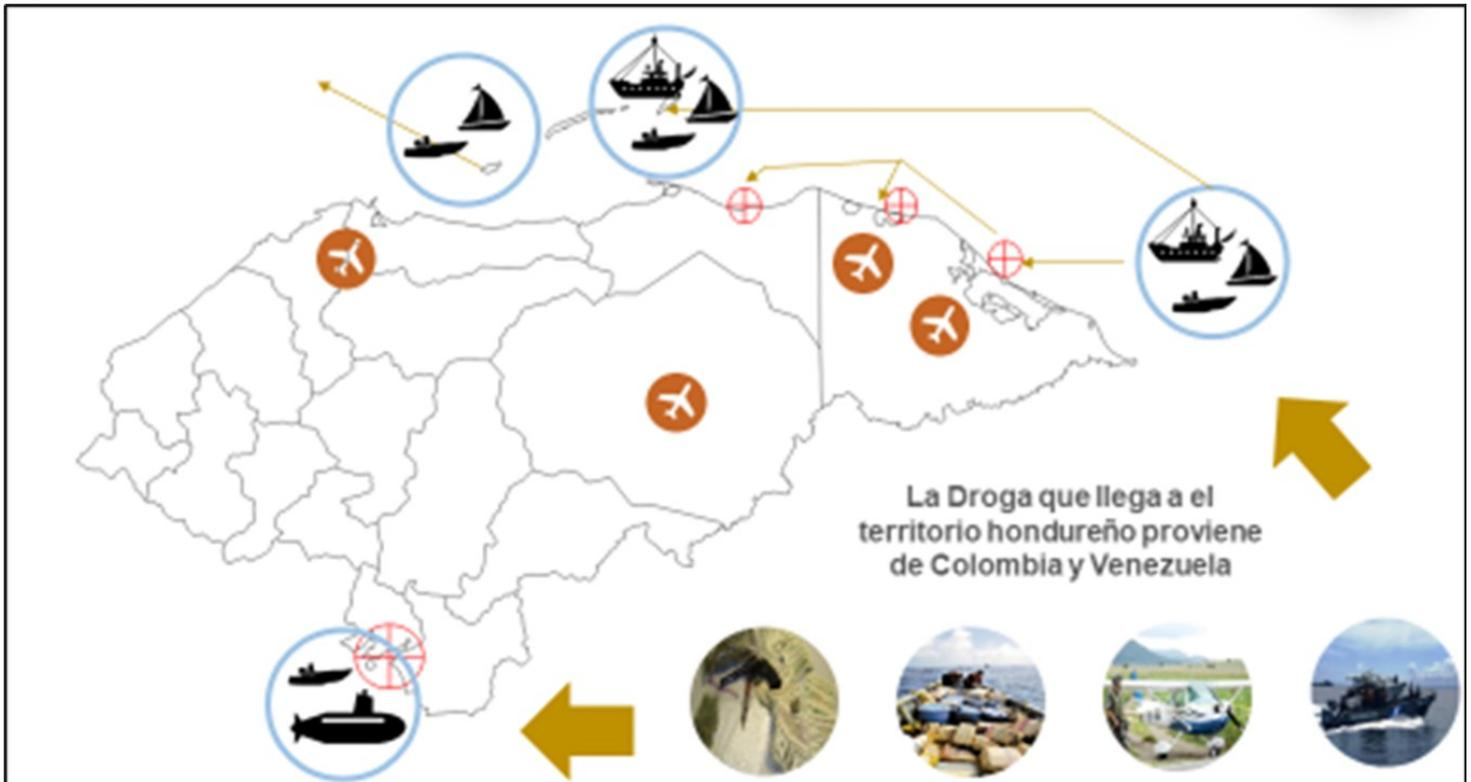 La Droga que llega a el
territorio hondureño proviene
de Colombia y Venezuela